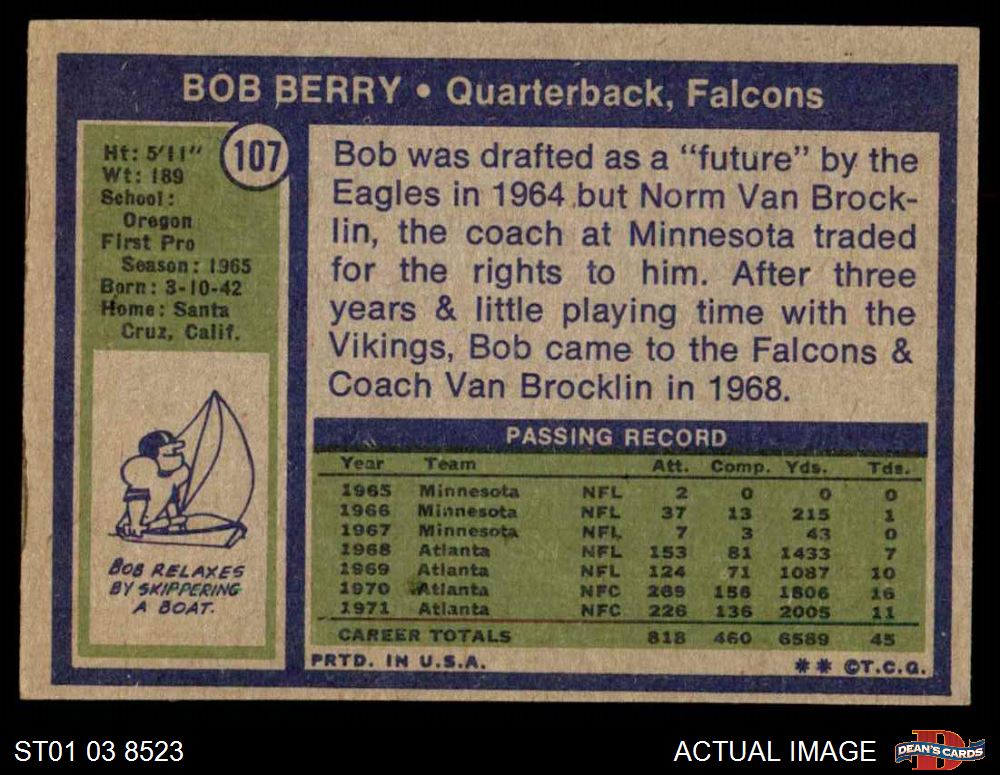 BOB BERRY • Quarterback, Falcons
107
Ht: 5'11"
Wt: 189
School:
Oregon
First Pro
Season: 1965
Born: 3-10-42
Home: Santa
Cruz, Calif.
BOB RELAXES
BY SKIPPERING
A BOAT.
Bob was drafted as a "future" by the
Eagles in 1964 but Norm Van Brock-
lin, the coach at Minnesota traded
for the rights to him. After three
years & little playing time with the
Vikings, Bob came to the Falcons &
Coach Van Brocklin in 1968.
PASSING RECORD
Year Team Att. Comp. Yds. Tds.
1965 Minnesota NFL 2 0 0 0
1966 Minnesota NFL 37 13 215 1
1967 Minnesota NFL 7 3 43 0
1968 Atlanta NFL 153 81 1433 7
1969 Atlanta NFL 124 71 1087 10
1970 Atlanta NFC 269 156 1806 16
1971 Atlanta NFC 226 136 2005 11
CAREER TOTALS 818 460 6589 45
PRTD. IN U.S.A. ** ©T.C.G.
ST01 03 8523
ACTUAL IMAGE
DEAN'S CARDS